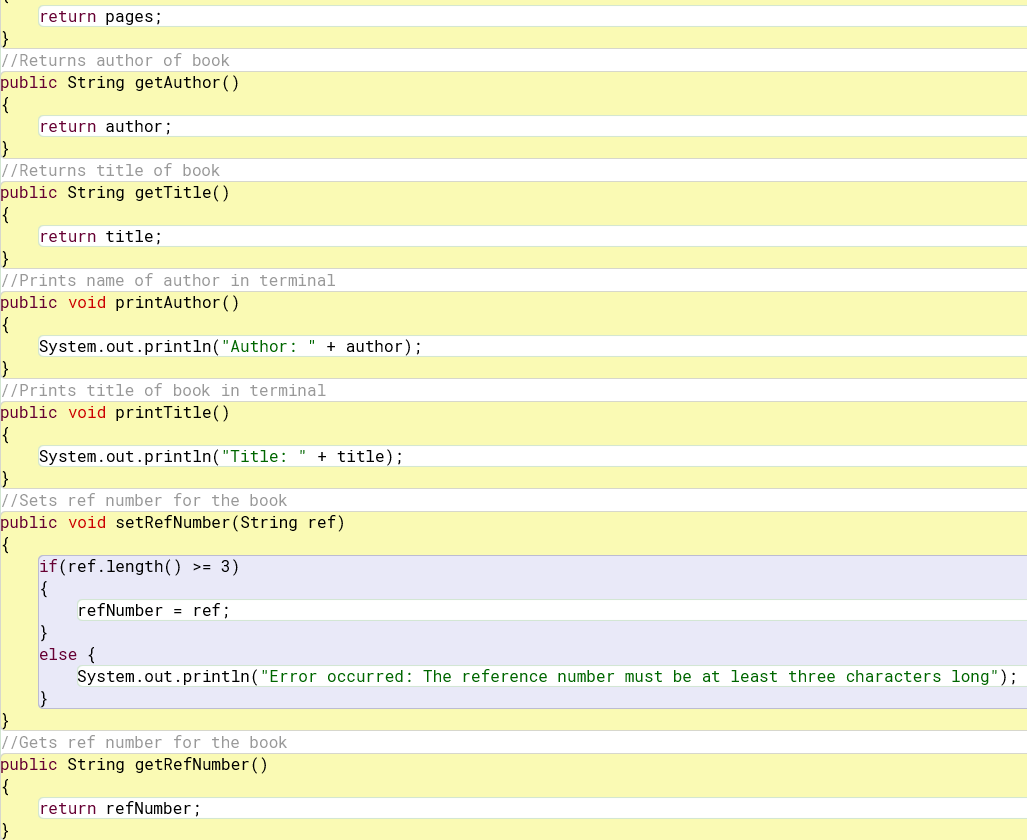 {
    return pages;
}
//Returns author of book
public String getAuthor()
{
    return author;
}
//Returns title of book
public String getTitle()
{
    return title;
}
//Prints name of author in terminal
public void printAuthor()
{
    System.out.println("Author: " + author);
}
//Prints title of book in terminal
public void printTitle()
{
    System.out.println("Title: " + title);
}
//Sets ref number for the book
public void setRefNumber(String ref)
{
    if(ref.length() >= 3)
    {
        refNumber = ref;
    }
    else {
        System.out.println("Error occurred: The reference number must be at least three characters long");
    }
}
//Gets ref number for the book
public String getRefNumber()
{
    return refNumber;
}